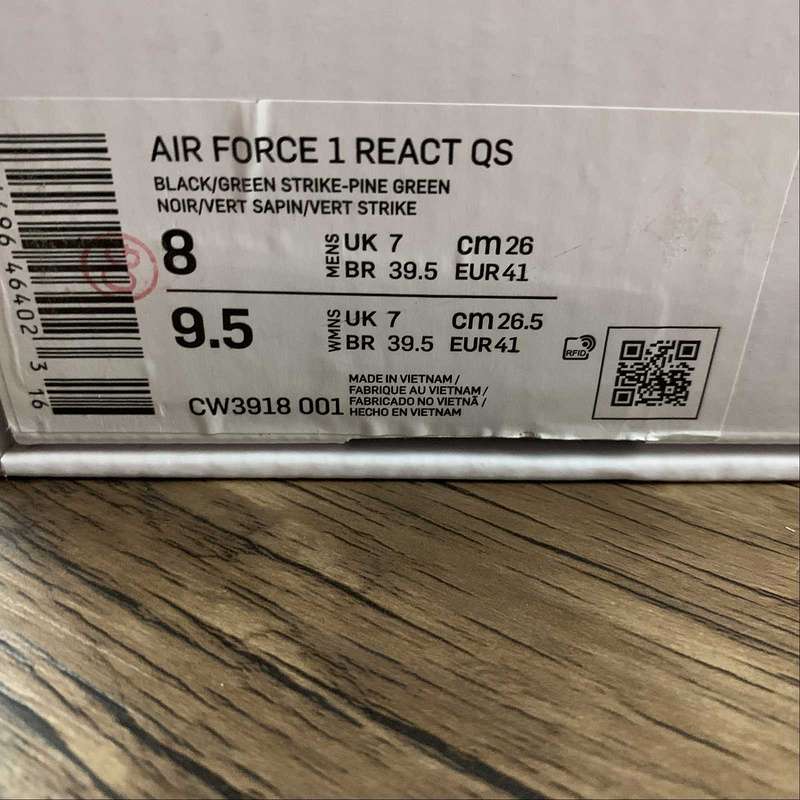 AIR FORCE 1 REACT QS
BLACK/GREEN STRIKE-PINE GREEN
NOIR/VERT SAPIN/VERT STRIKE
8 MENS UK 7 cm 26
BR 39.5 EUR 41
9.5 WMNS UK 7 cm 26.5
BR 39.5 EUR 41
RFID
CW3918 001
MADE IN VIETNAM /
FABRIQUE AU VIETNAM /
FABRICADO NO VIETNÃ /
HECHO EN VIETNAM
46402 3 16